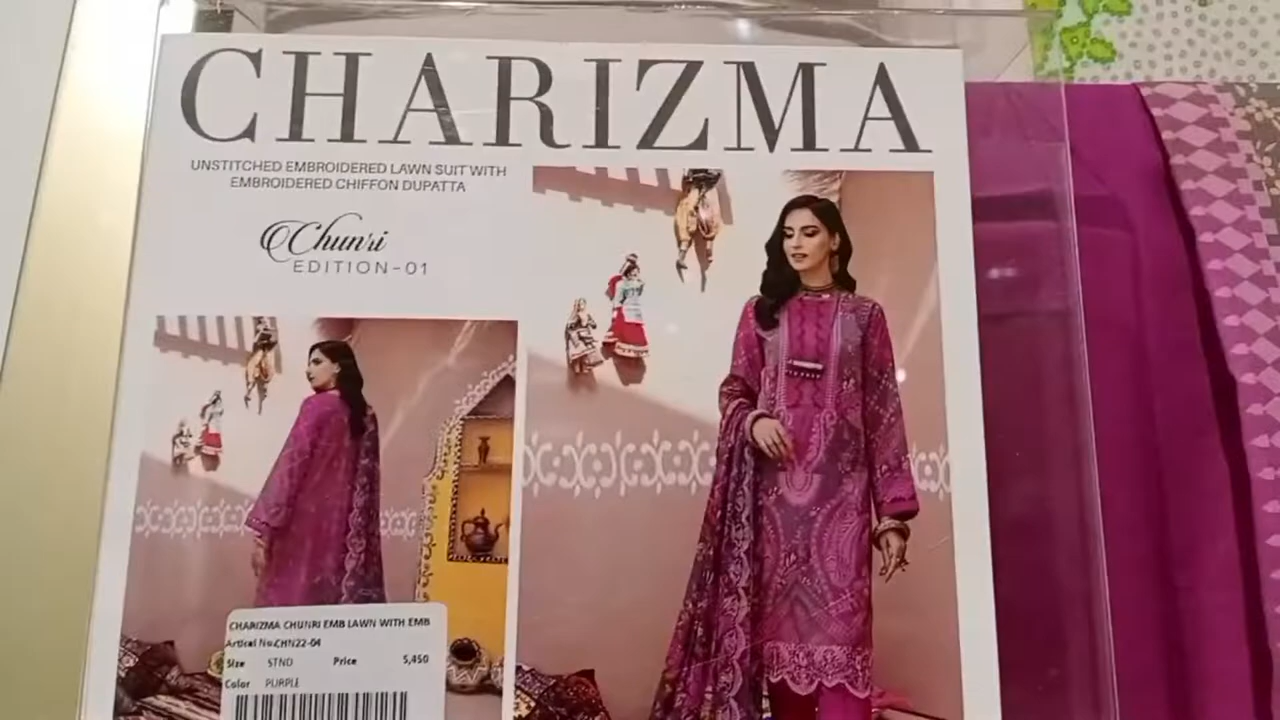 CHARIZMA
UNSTITCHED EMBROIDERED LAWN SUIT WITH
EMBROIDERED CHIFFON DUPATTA
Chunri
EDITION-01
CHARIZMA CHUNRI EMB LAWN WITH EMB
Artical No:CHN22-04
Size STND Price 5,450
Color PURPLE